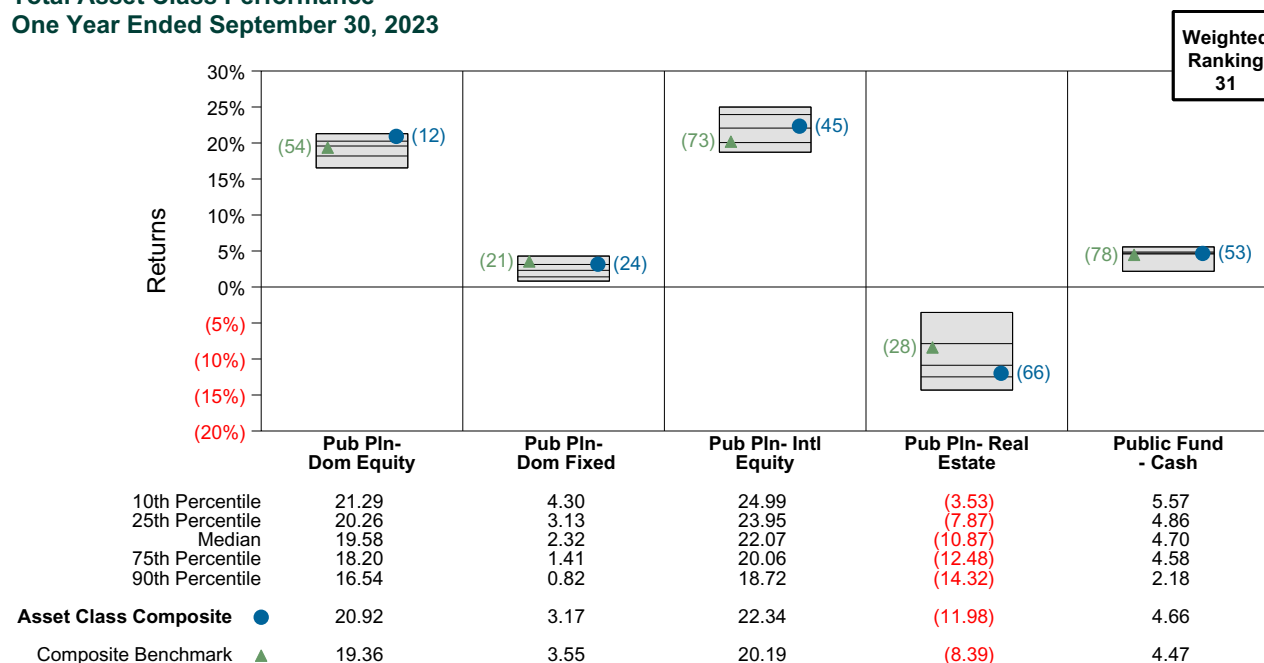 Total Asset Class Performance
One Year Ended September 30, 2023
Weighted
Ranking
31
Returns
30%
25%
20%
15%
10%
5%
0%
(5%)
(10%)
(15%)
(20%)
(54) (12)
(21) (24)
(73) (45)
(28) (66)
(78) (53)
Pub Pln- Pub Pln- Pub Pln- Intl Pub Pln- Real Public Fund
Dom Equity Dom Fixed Equity Estate - Cash
10th Percentile 21.29 4.30 24.99 (3.53) 5.57
25th Percentile 20.26 3.13 23.95 (7.87) 4.86
Median 19.58 2.32 22.07 (10.87) 4.70
75th Percentile 18.20 1.41 20.06 (12.48) 4.58
90th Percentile 16.54 0.82 18.72 (14.32) 2.18
Asset Class Composite 20.92 3.17 22.34 (11.98) 4.66
Composite Benchmark 19.36 3.55 20.19 (8.39) 4.47